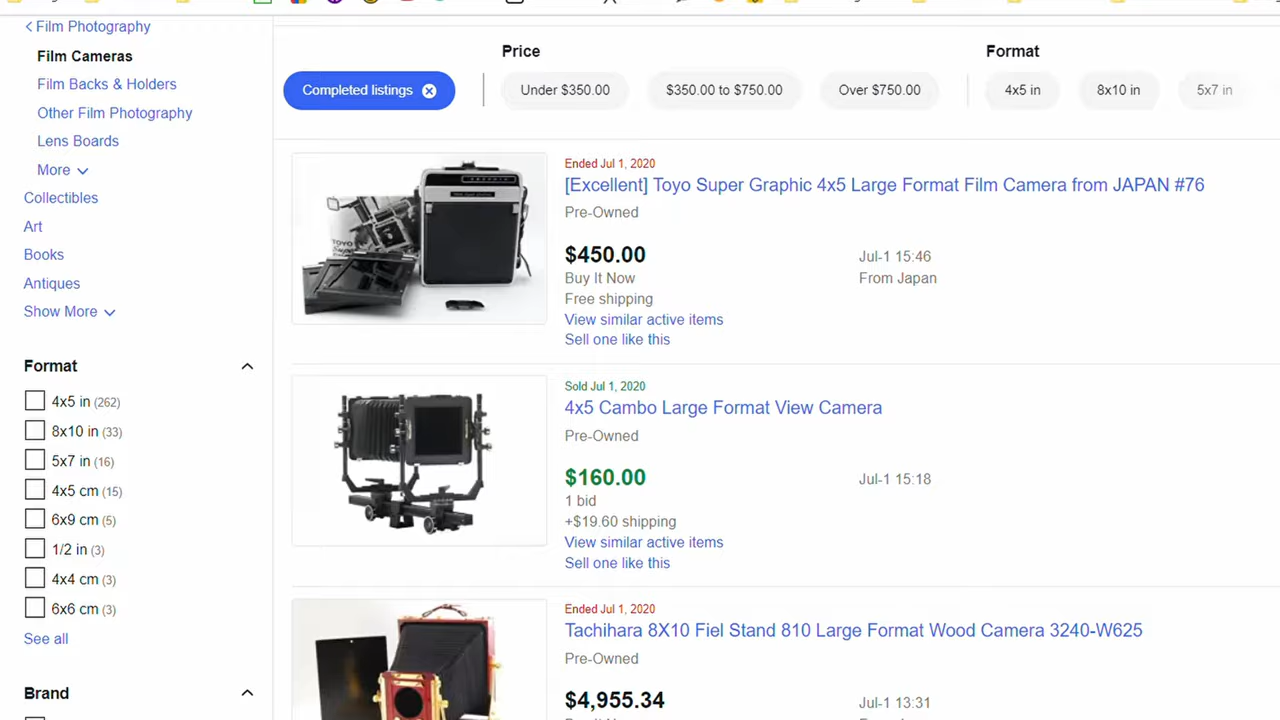 Film Photography
Film Cameras
Film Backs & Holders
Other Film Photography
Lens Boards
More
Collectibles
Art
Books
Antiques
Show More
Format
4x5 in (262)
8x10 in (33)
5x7 in (16)
4x5 cm (15)
6x9 cm (5)
1/2 in (3)
4x4 cm (3)
6x6 cm (3)
See all
Brand
Price
Format
Completed listings
Under $350.00
$350.00 to $750.00
Over $750.00
4x5 in
8x10 in
5x7 in
Ended Jul 1, 2020
[Excellent] Toyo Super Graphic 4x5 Large Format Film Camera from JAPAN #76
Pre-Owned
$450.00
Jul-1 15:46
Buy It Now
From Japan
Free shipping
View similar active items
Sell one like this
Sold Jul 1, 2020
4x5 Cambo Large Format View Camera
Pre-Owned
$160.00
Jul-1 15:18
1 bid
+$19.60 shipping
View similar active items
Sell one like this
Ended Jul 1, 2020
Tachihara 8X10 Fiel Stand 810 Large Format Wood Camera 3240-W625
Pre-Owned
$4,955.34
Jul-1 13:31